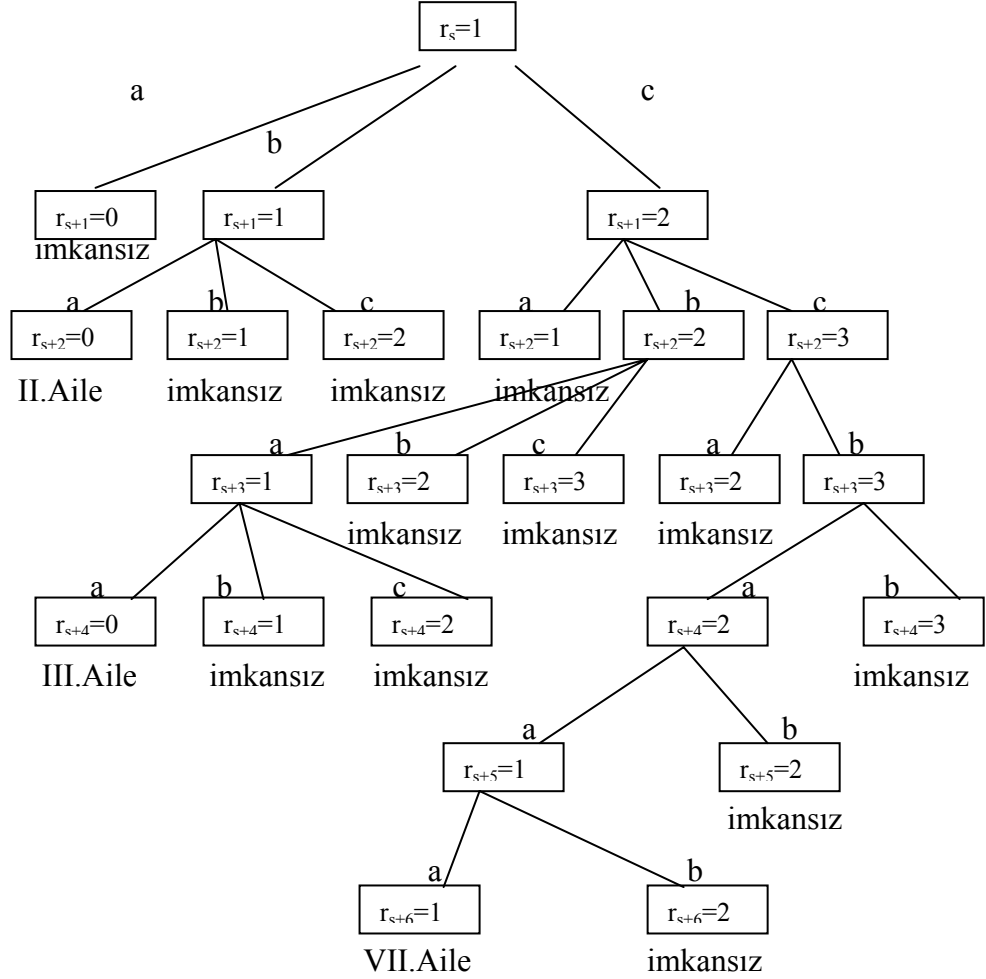 r_s=1
a
c
b
r_{s+1}=0
r_{s+1}=1
r_{s+1}=2
imkansız
a
b
c
a
b
c
r_{s+2}=0
r_{s+2}=1
r_{s+2}=2
r_{s+2}=1
r_{s+2}=2
r_{s+2}=3
II.Aile
imkansız
imkansız
imkansız
a
b
c
a
b
r_{s+3}=1
r_{s+3}=2
r_{s+3}=3
r_{s+3}=2
r_{s+3}=3
imkansız
imkansız
imkansız
a
b
c
a
b
r_{s+4}=0
r_{s+4}=1
r_{s+4}=2
r_{s+4}=2
r_{s+4}=3
III.Aile
imkansız
imkansız
imkansız
a
b
r_{s+5}=1
r_{s+5}=2
imkansız
a
b
r_{s+6}=1
r_{s+6}=2
VII.Aile
imkansız